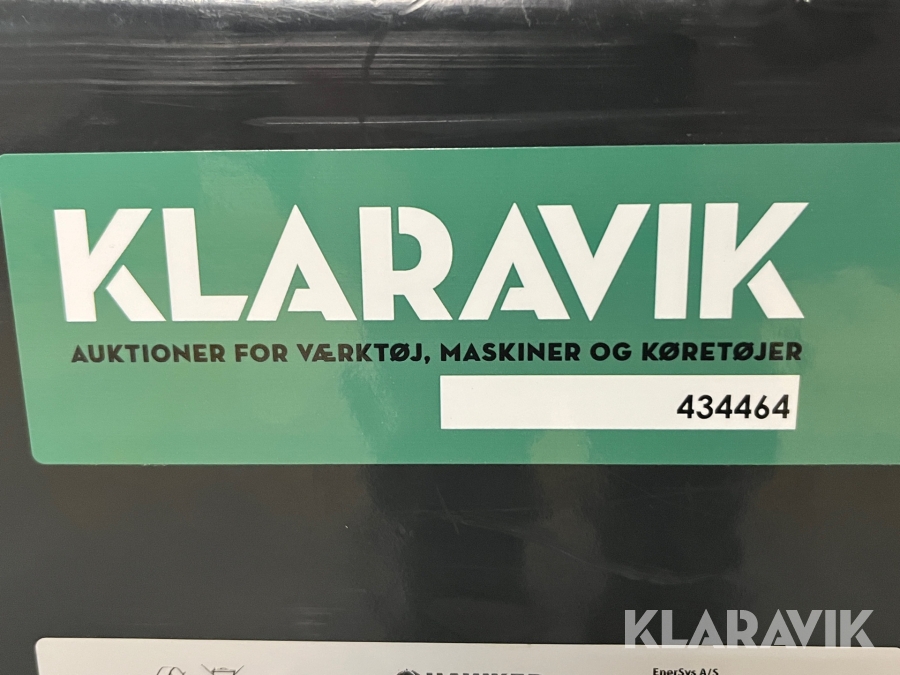 KLARAVIK
AUKTIONER FOR VÆRKTØJ, MASKINER OG KØRETØJER
434464
KLARAVIK
EnerSys A/S